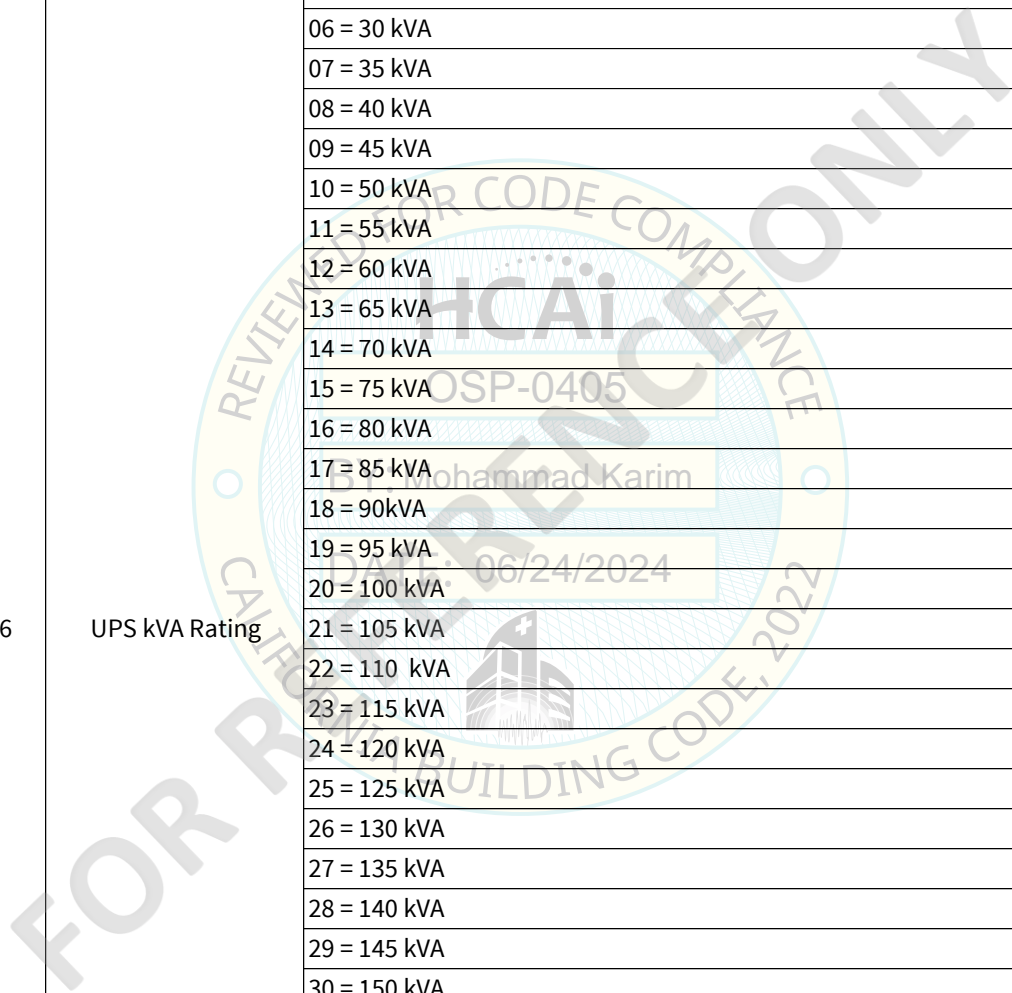 06 = 30 kVA
07 = 35 kVA
08 = 40 kVA
09 = 45 kVA
10 = 50 kVA
11 = 55 kVA
12 = 60 kVA
13 = 65 kVA
14 = 70 kVA
15 = 75 kVA
16 = 80 kVA
17 = 85 kVA
18 = 90kVA
19 = 95 kVA
20 = 100 kVA
6 UPS kVA Rating 21 = 105 kVA
22 = 110 kVA
23 = 115 kVA
24 = 120 kVA
25 = 125 kVA
26 = 130 kVA
27 = 135 kVA
28 = 140 kVA
29 = 145 kVA
30 = 150 kVA
REVIEWED FOR CODE COMPLIANCE
HCAi
OSP-0405
BY: Mohammad Karim
DATE: 06/24/2024
CALIFORNIA BUILDING CODE, 2022
FOR REFERENCE ONLY